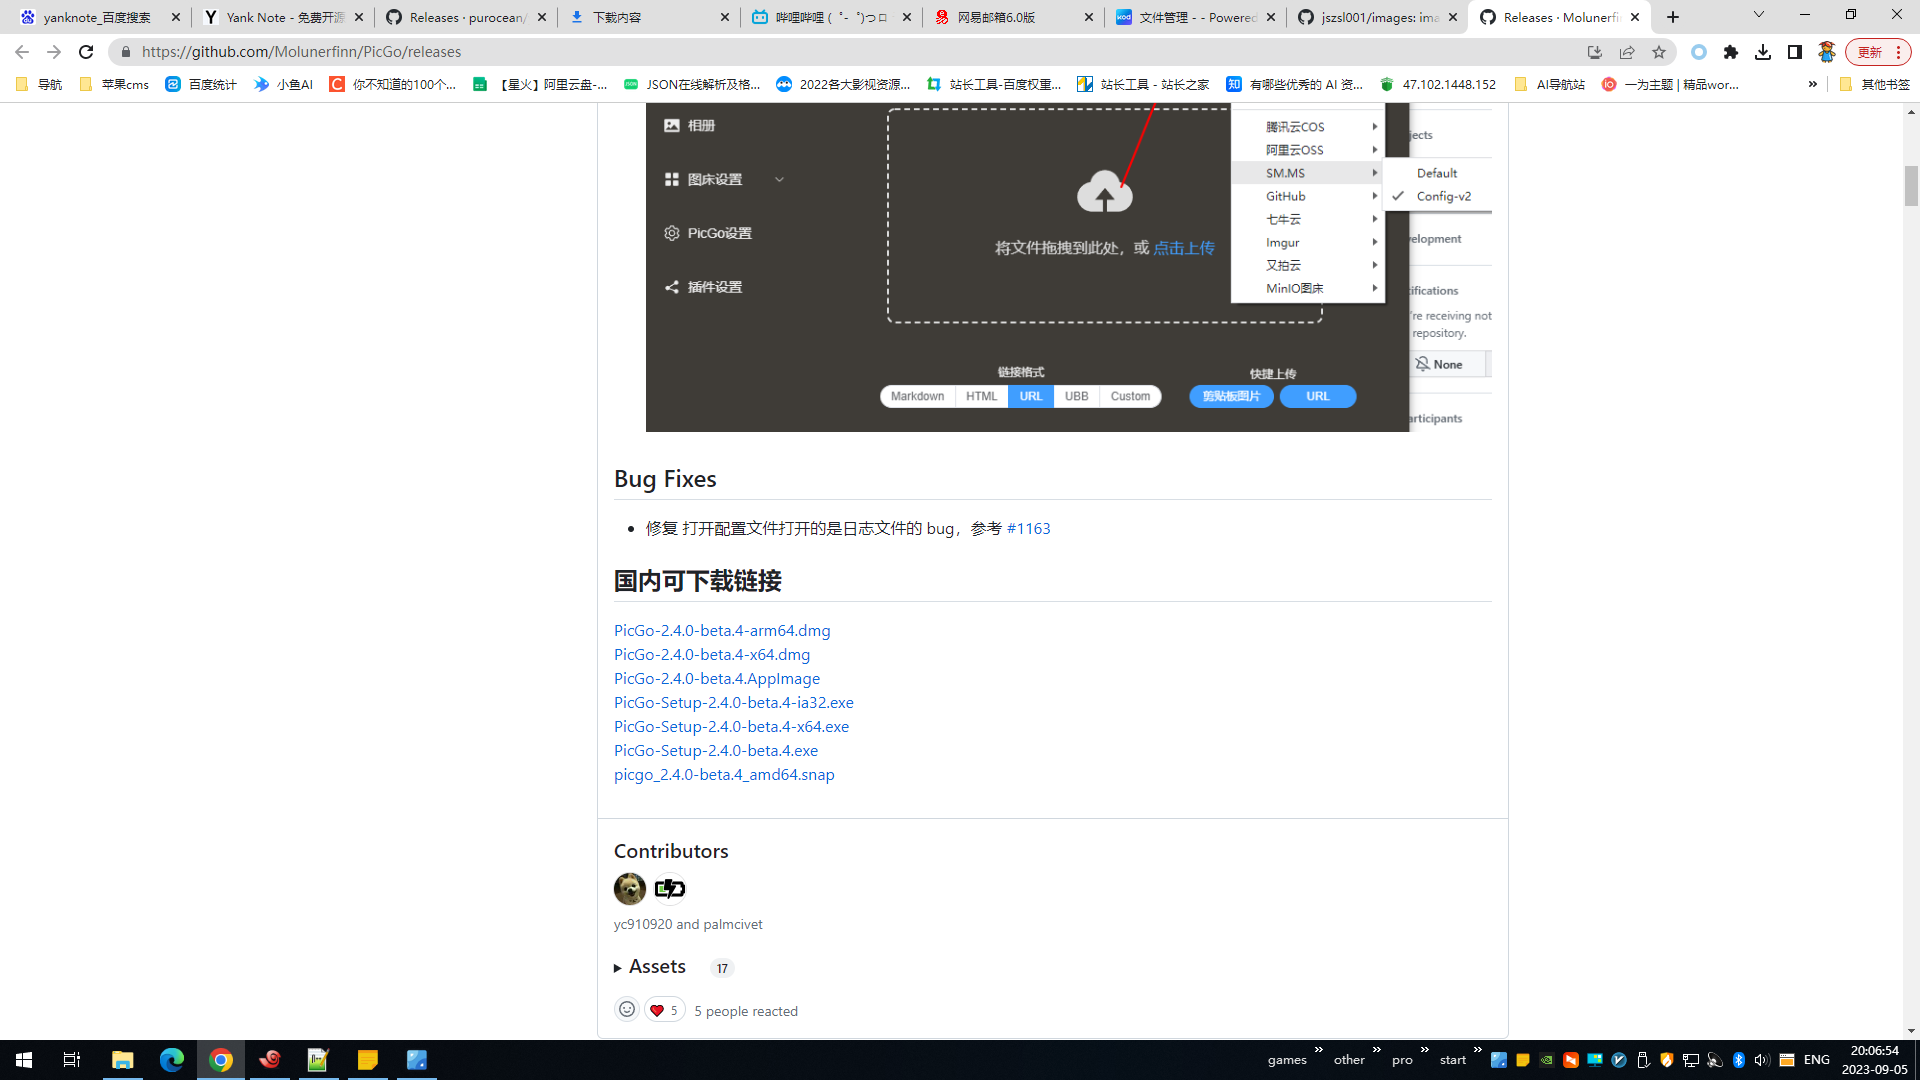 yanknote_百度搜索
Yank Note - 免费开源
Releases · purocean/
下载内容
哔哩哔哩 ( ゜- ゜)つロ
网易邮箱6.0版
文件管理 - - Powered
jszsl001/images: ima
Releases · Molunerfi
https://github.com/Molunerfinn/PicGo/releases
更新
导航
苹果cms
百度统计
小鱼AI
你不知道的100个...
【星火】阿里云盘-...
JSON在线解析及格...
2022各大影视资源...
站长工具-百度权重...
站长工具 - 站长之家
有哪些优秀的 AI 资...
47.102.1448.152
AI导航站
一为主题 | 精品wor...
»
其他书签
相册
图床设置
PicGo设置
插件设置
将文件拖拽到此处，或 点击上传
腾讯云COS
阿里云OSS
SM.MS
GitHub
七牛云
Imgur
又拍云
MinIO图床
Default
Config-v2
jects
velopment
ifications
're receiving not
repository.
None
articipants
链接格式
Markdown
HTML
URL
UBB
Custom
快捷上传
剪贴板图片
URL
Bug Fixes
修复 打开配置文件打开的是日志文件的 bug，参考 #1163
国内可下载链接
PicGo-2.4.0-beta.4-arm64.dmg
PicGo-2.4.0-beta.4-x64.dmg
PicGo-2.4.0-beta.4.AppImage
PicGo-Setup-2.4.0-beta.4-ia32.exe
PicGo-Setup-2.4.0-beta.4-x64.exe
PicGo-Setup-2.4.0-beta.4.exe
picgo_2.4.0-beta.4_amd64.snap
Contributors
yc910920 and palmcivet
Assets 17
5
5 people reacted
games »
other »
pro »
start »
ENG
20:06:54
2023-09-05